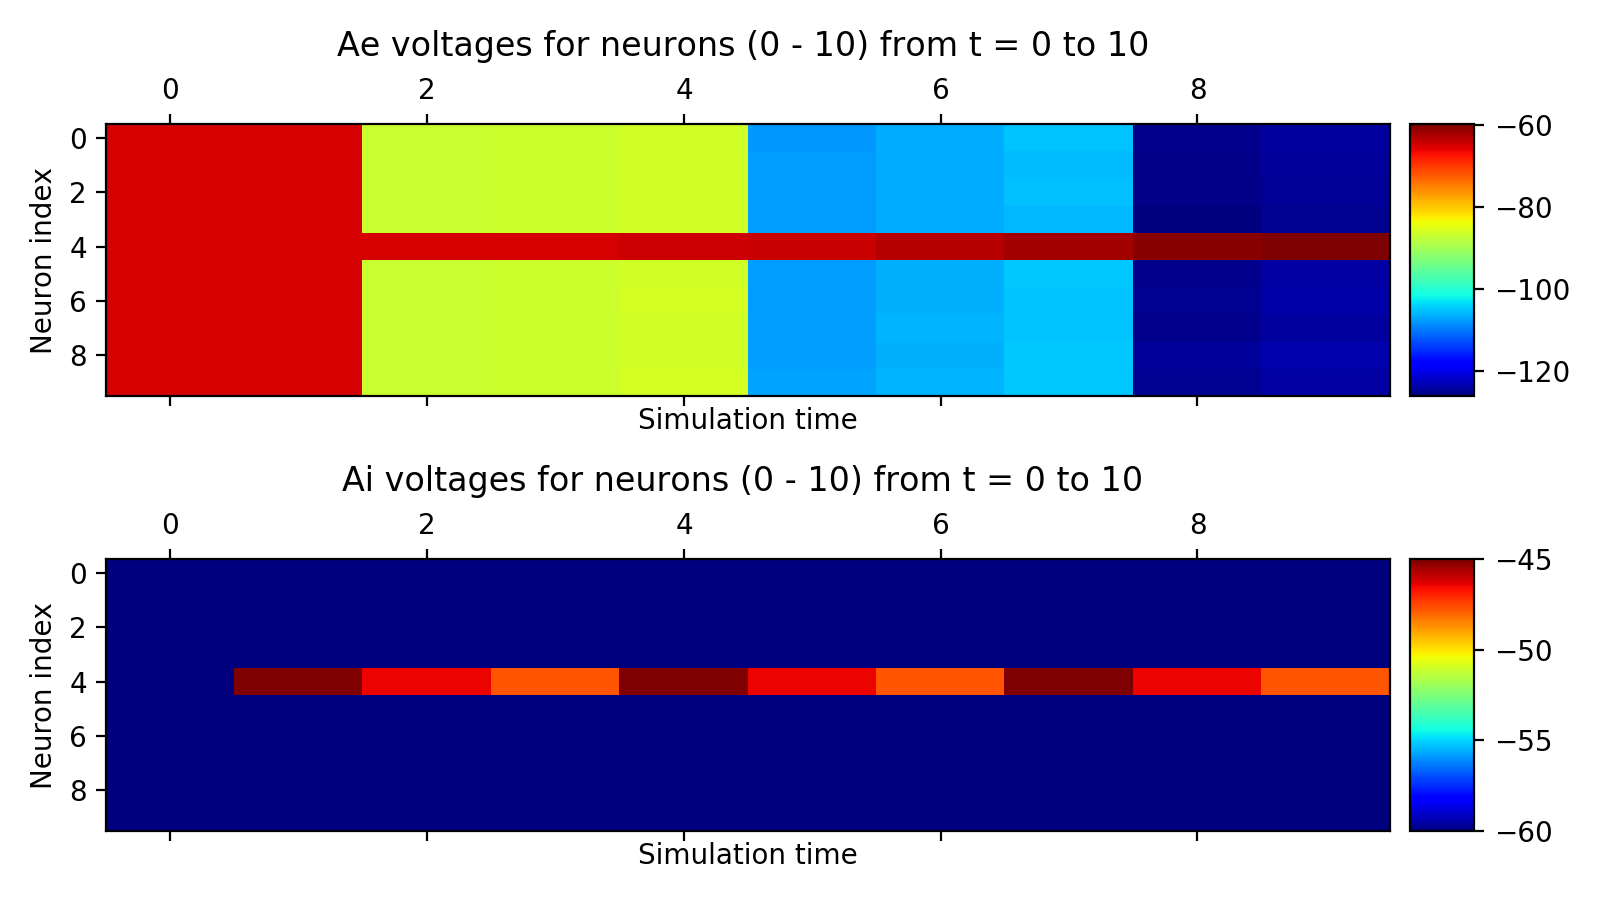 Ae voltages for neurons (0 - 10) from t = 0 to 10
0 2 4 6 8
Neuron index
0
2
4
6
8
−60
−80
−100
−120
Simulation time
Ai voltages for neurons (0 - 10) from t = 0 to 10
0 2 4 6 8
Neuron index
0
2
4
6
8
−45
−50
−55
−60
Simulation time